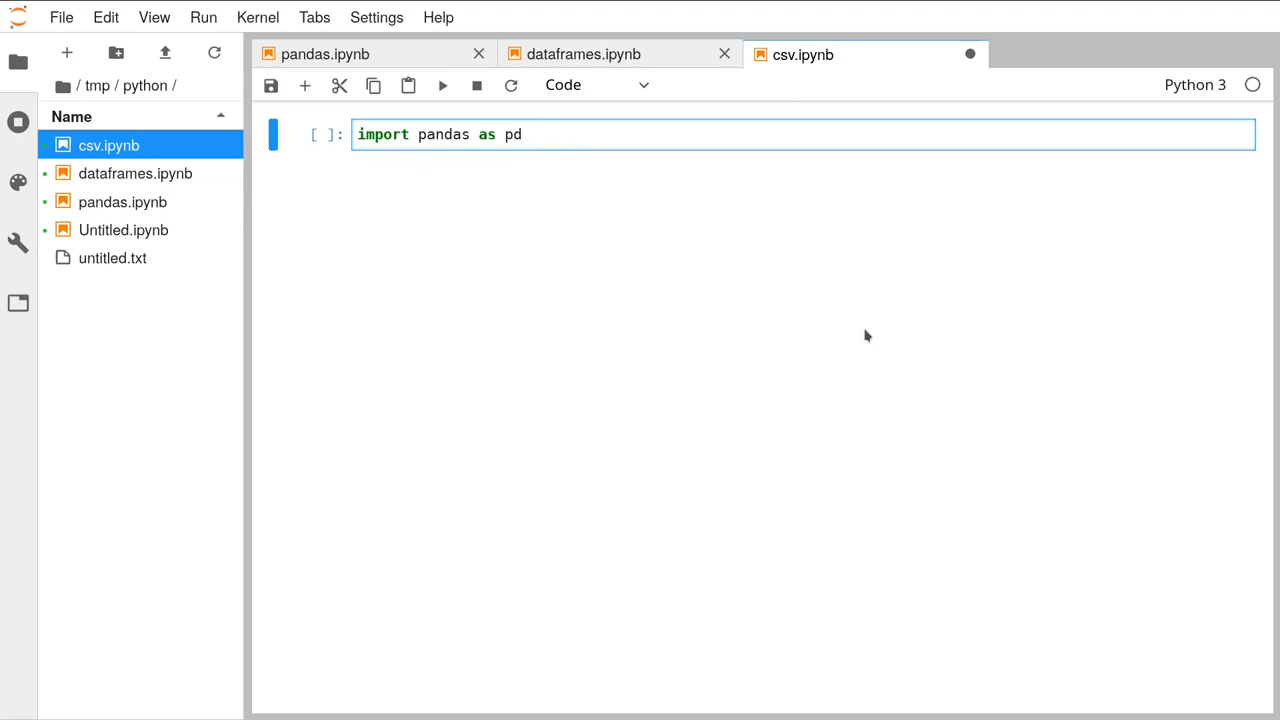 File Edit View Run Kernel Tabs Settings Help
/ tmp / python /
Name
csv.ipynb
dataframes.ipynb
pandas.ipynb
Untitled.ipynb
untitled.txt
pandas.ipynb dataframes.ipynb csv.ipynb
Code Python 3
[ ]: import pandas as pd